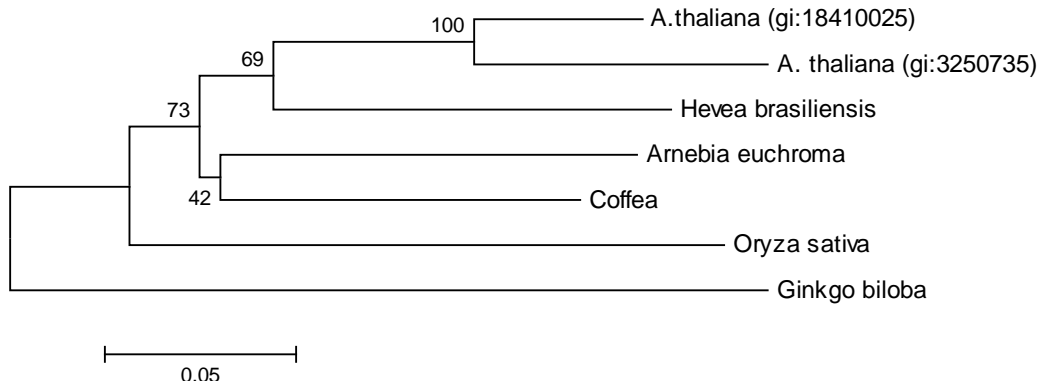 100
A.thaliana (gi:18410025)
69
A. thaliana (gi:3250735)
73
Hevea brasiliensis
Arnebia euchroma
42
Coffea
Oryza sativa
Ginkgo biloba
0.05